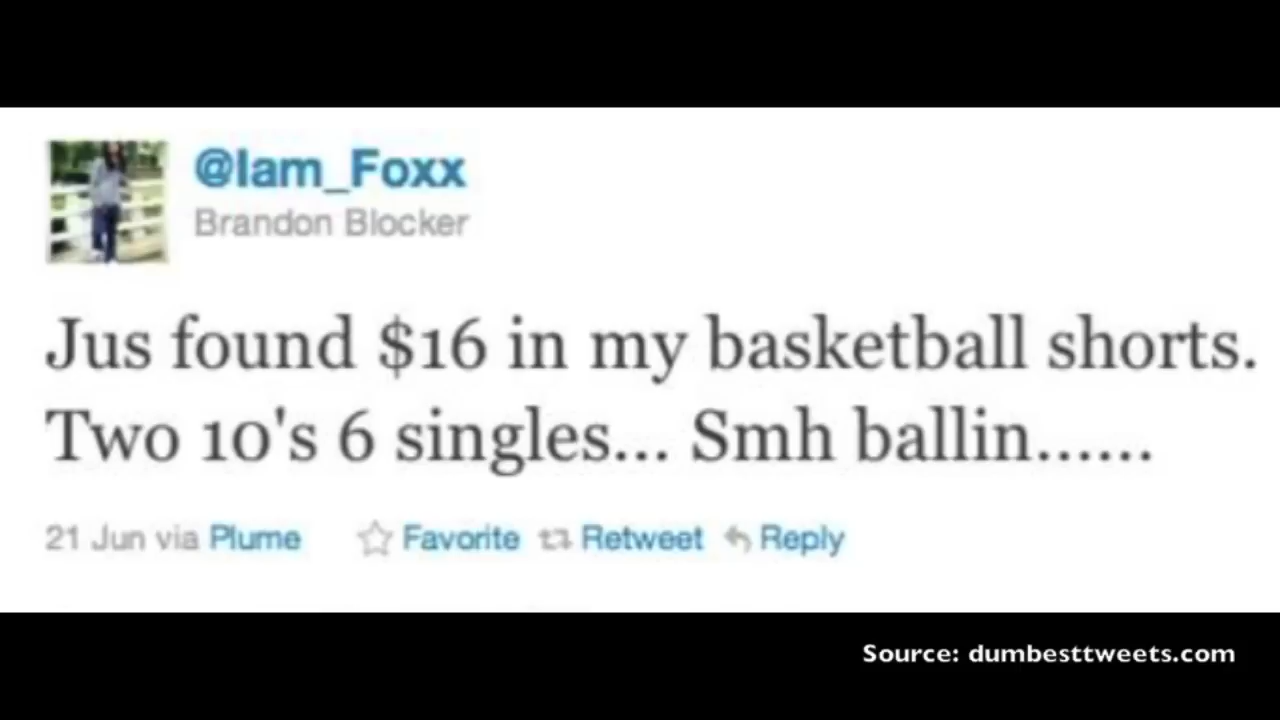 @Iam_Foxx
Brandon Blocker
Jus found $16 in my basketball shorts.
Two 10's 6 singles... Smh ballin......
21 Jun via Plume Favorite Retweet Reply
Source: dumbesttweets.com